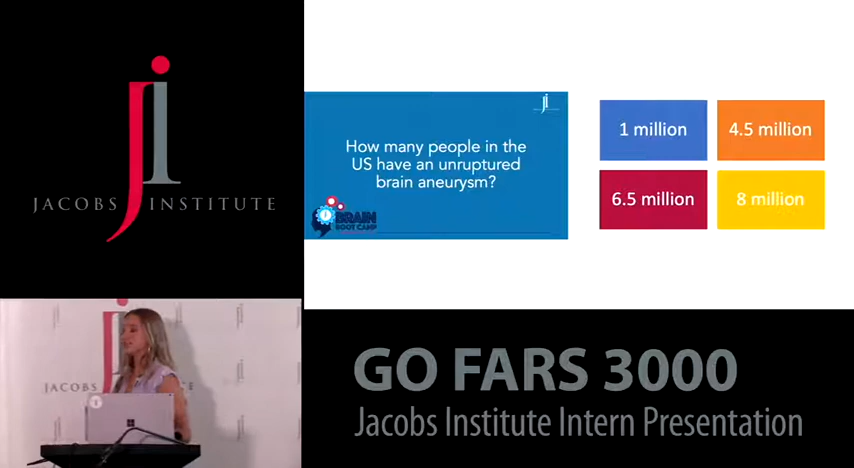 JACOBS INSTITUTE
How many people in the
US have an unruptured
brain aneurysm?
BRAIN
BOOT CAMP
1 million
4.5 million
6.5 million
8 million
JACOBS
GO FARS 3000
Jacobs Institute Intern Presentation